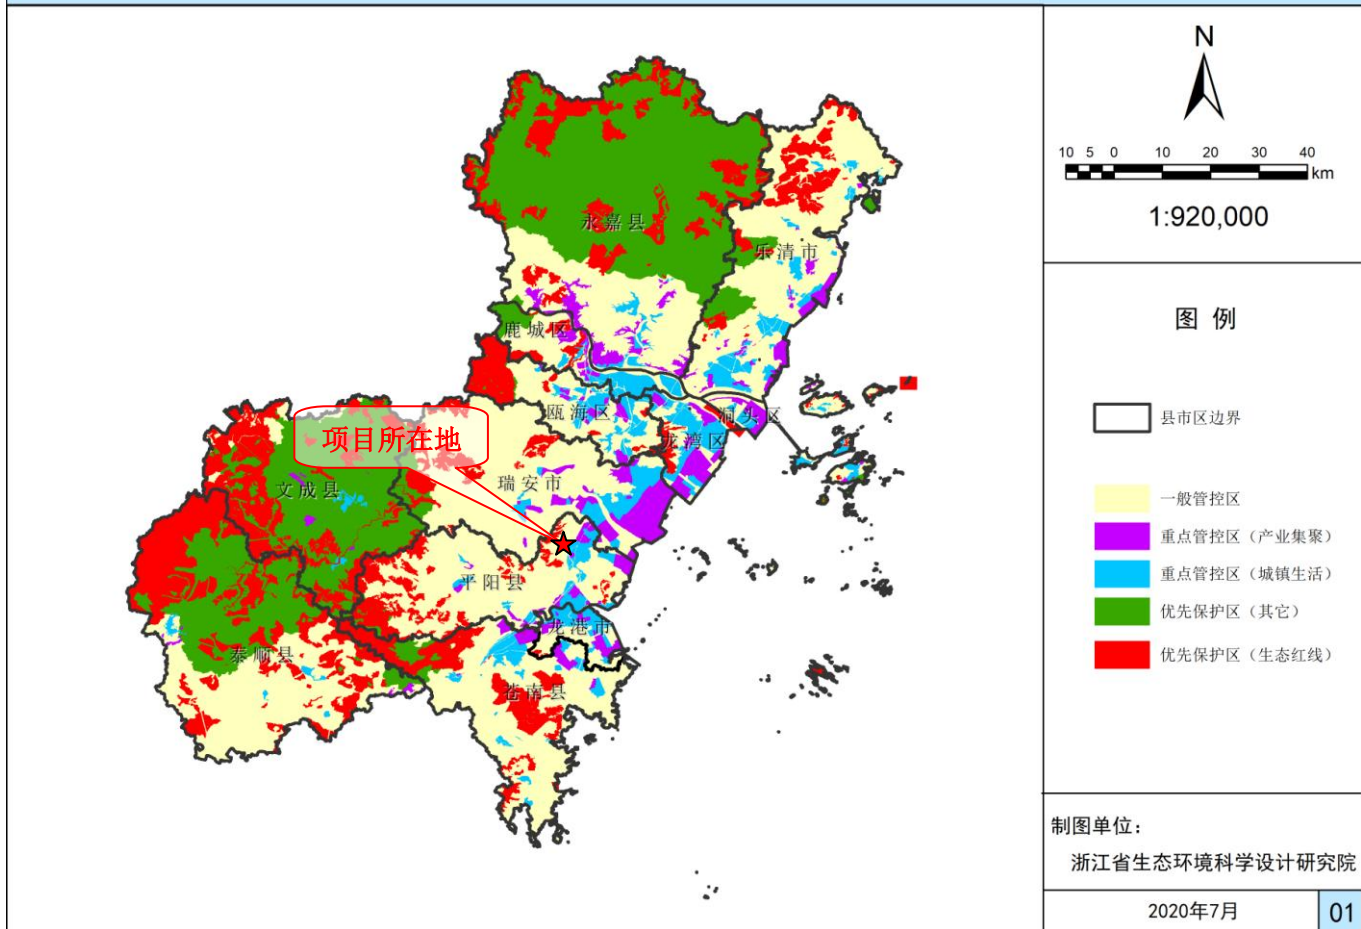 永嘉县
乐清市
鹿城区
瓯海区
洞头区
龙湾区
项目所在地
瑞安市
文成县
平阳县
龙港市
泰顺县
苍南县
N
10 5 0 10 20 30 40
km
1:920,000
图 例
县市区边界
一般管控区
重点管控区（产业集聚）
重点管控区（城镇生活）
优先保护区（其它）
优先保护区（生态红线）
制图单位：
浙江省生态环境科学设计研究院
2020年7月
01